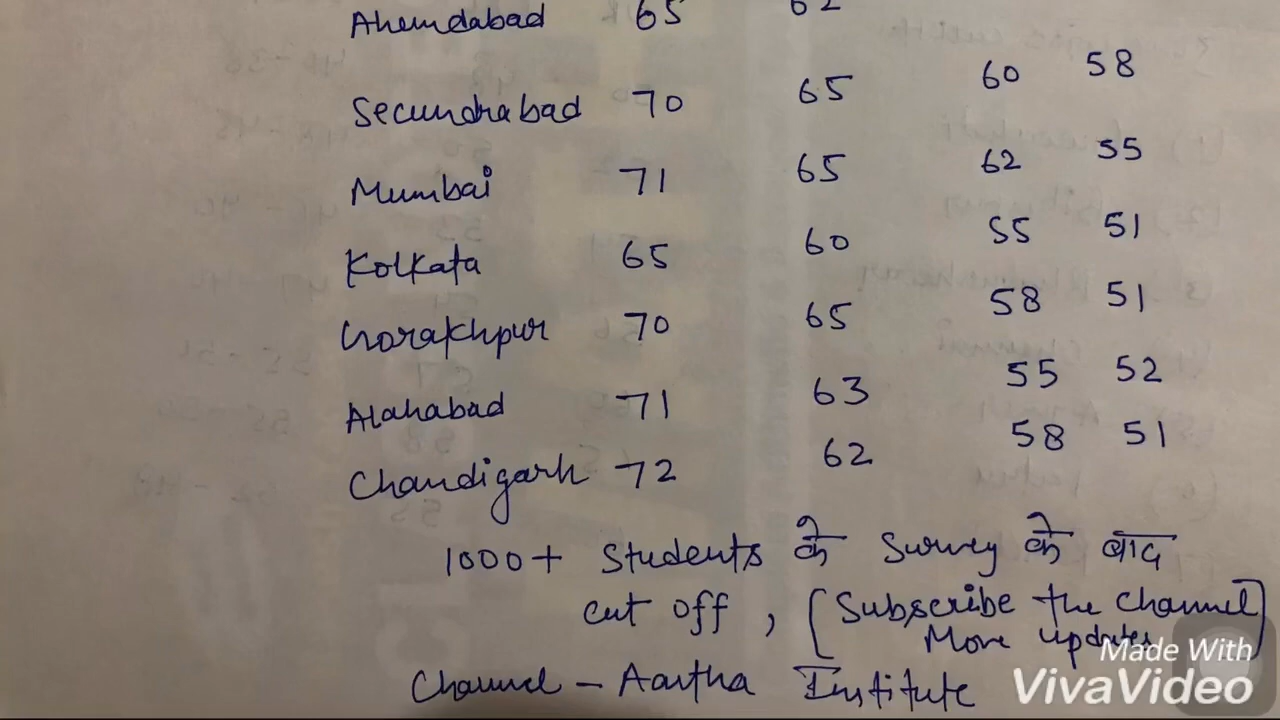 Ahemdabad 65 62
Secundrabad 70 65 60 58
Mumbai 71 65 62 55
Kolkata 65 60 55 51
Gorakhpur 70 65 58 51
Alahabad 71 63 55 52
Chandigarh 72 62 58 51
1000+ Students के Survey के बाद
cut off, [Subscribe the channel
More updates]
Channel - Aastha Institute
Made With
VivaVideo